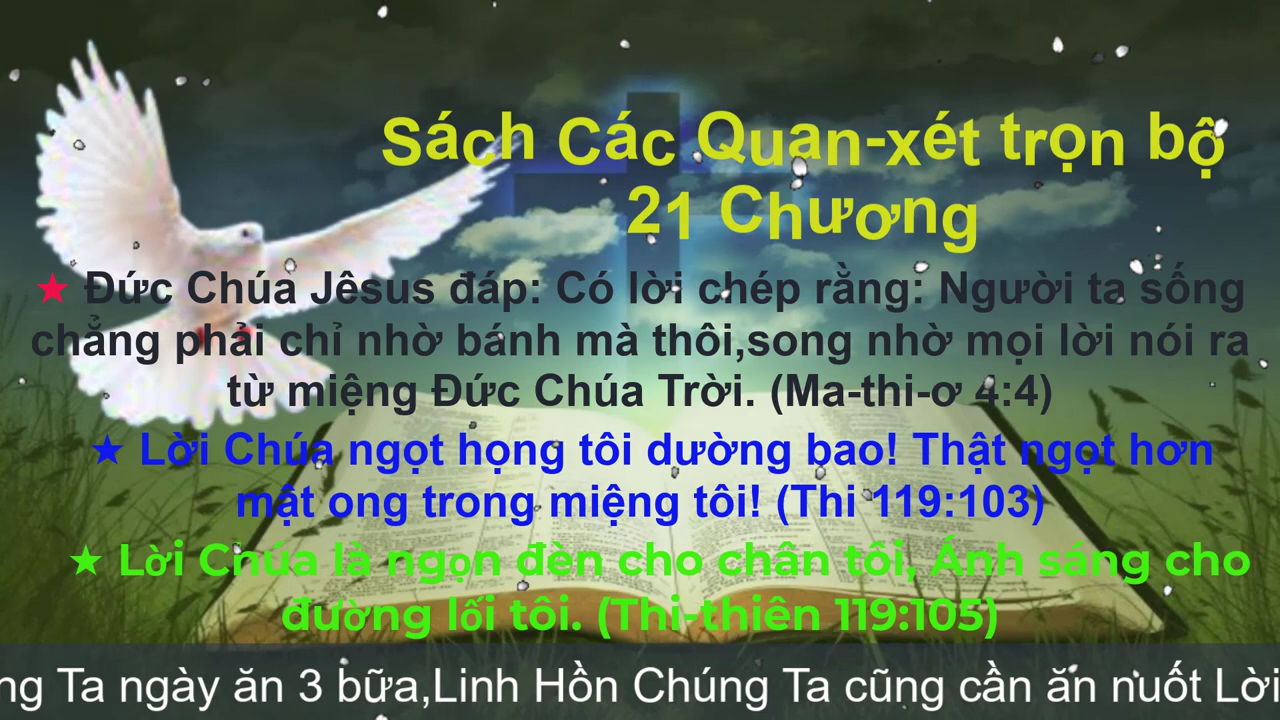 Sách Các Quan-xét trọn bộ
21 Chương
★ Đức Chúa Jêsus đáp: Có lời chép rằng: Người ta sống
chẳng phải chỉ nhờ bánh mà thôi,song nhờ mọi lời nói ra
từ miệng Đức Chúa Trời. (Ma-thi-ơ 4:4)
★ Lời Chúa ngọt họng tôi dường bao! Thật ngọt hơn
mật ong trong miệng tôi! (Thi 119:103)
★ Lời Chúa là ngọn đèn cho chân tôi, Ánh sáng cho
đường lối tôi. (Thi-thiên 119:105)
ng Ta ngày ăn 3 bữa,Linh Hồn Chúng Ta cũng cần ăn nuốt Lời